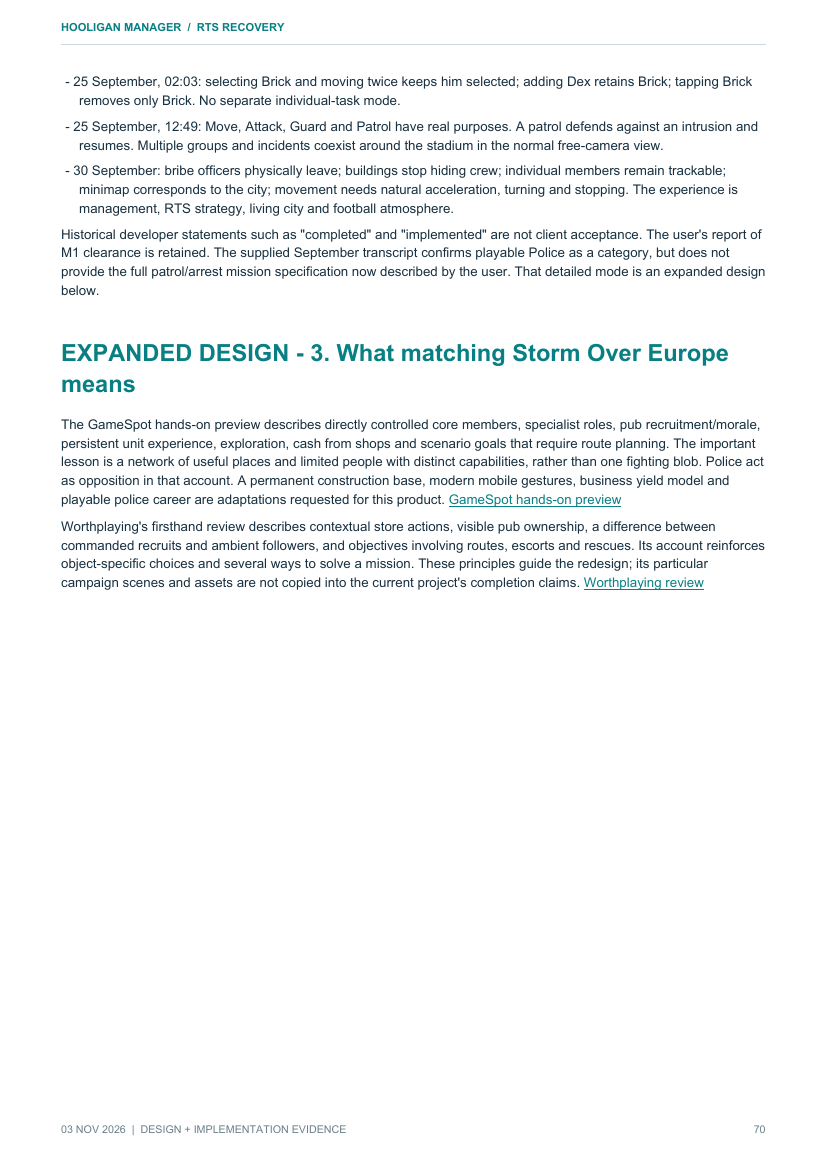 HOOLIGAN MANAGER / RTS RECOVERY
- 25 September, 02:03: selecting Brick and moving twice keeps him selected; adding Dex retains Brick; tapping Brick
removes only Brick. No separate individual-task mode.
- 25 September, 12:49: Move, Attack, Guard and Patrol have real purposes. A patrol defends against an intrusion and
resumes. Multiple groups and incidents coexist around the stadium in the normal free-camera view.
- 30 September: bribe officers physically leave; buildings stop hiding crew; individual members remain trackable;
minimap corresponds to the city; movement needs natural acceleration, turning and stopping. The experience is
management, RTS strategy, living city and football atmosphere.
Historical developer statements such as "completed" and "implemented" are not client acceptance. The user's report of
M1 clearance is retained. The supplied September transcript confirms playable Police as a category, but does not
provide the full patrol/arrest mission specification now described by the user. That detailed mode is an expanded design
below.
EXPANDED DESIGN - 3. What matching Storm Over Europe
means
The GameSpot hands-on preview describes directly controlled core members, specialist roles, pub recruitment/morale,
persistent unit experience, exploration, cash from shops and scenario goals that require route planning. The important
lesson is a network of useful places and limited people with distinct capabilities, rather than one fighting blob. Police act
as opposition in that account. A permanent construction base, modern mobile gestures, business yield model and
playable police career are adaptations requested for this product. GameSpot hands-on preview
Worthplaying's firsthand review describes contextual store actions, visible pub ownership, a difference between
commanded recruits and ambient followers, and objectives involving routes, escorts and rescues. Its account reinforces
object-specific choices and several ways to solve a mission. These principles guide the redesign; its particular
campaign scenes and assets are not copied into the current project's completion claims. Worthplaying review
03 NOV 2026 | DESIGN + IMPLEMENTATION EVIDENCE
70